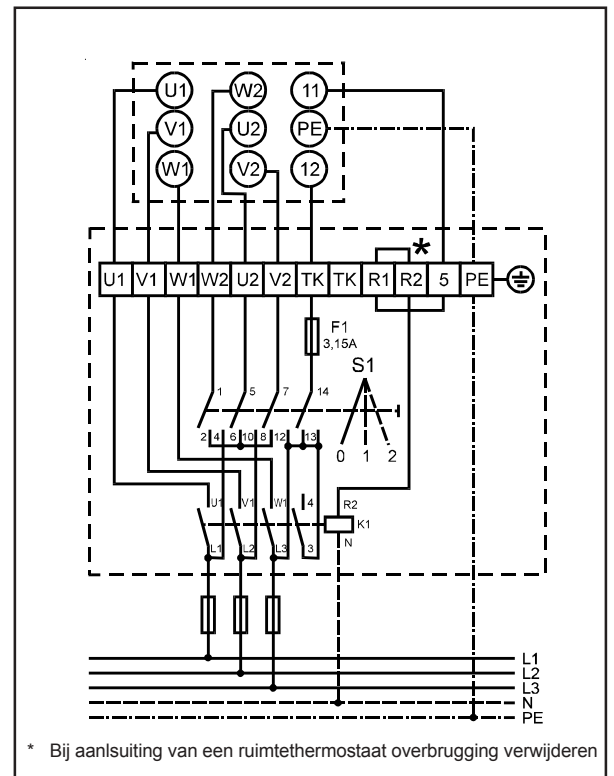 U1 W2 11
V1 U2 PE
W1 V2 12
*
U1 V1 W1 W2 U2 V2 TK TK R1 R2 5 PE
F1
3,15A
S1
1 5 7 14
2 4 6 10 8 12 13
0 1 2
U1 V1 W1 4 R2
K1
L1 L2 L3 3 N
L1
L2
L3
N
PE
* Bij aanlsuiting van een ruimtethermostaat overbrugging verwijderen